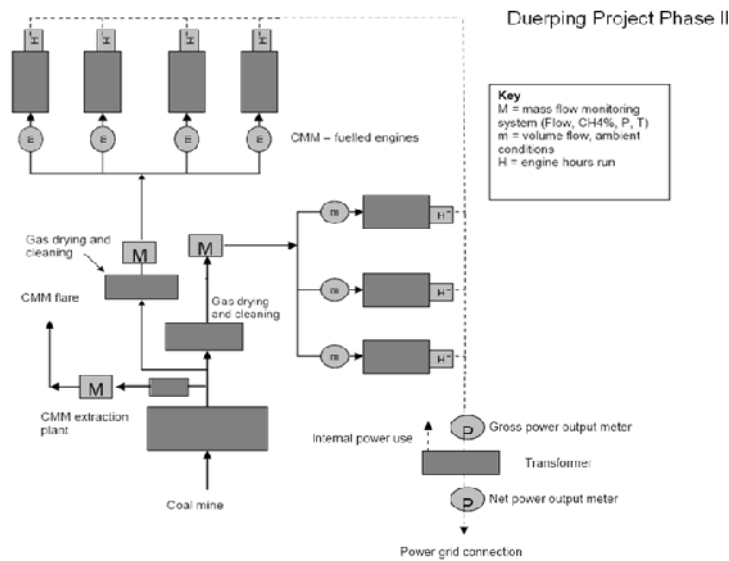 Duerping Project Phase II
H H H H
Key
M = mass flow monitoring
system (Flow, CH4%, P, T)
m = volume flow, ambient
conditions
H = engine hours run
m m m m
CMM – fuelled engines
m H
Gas drying and
cleaning
M M
m H
CMM flare
Gas drying
and cleaning
m H
M
CMM extraction
plant
P Gross power output meter
Internal power use
Transformer
P Net power output meter
Coal mine
Power grid connection